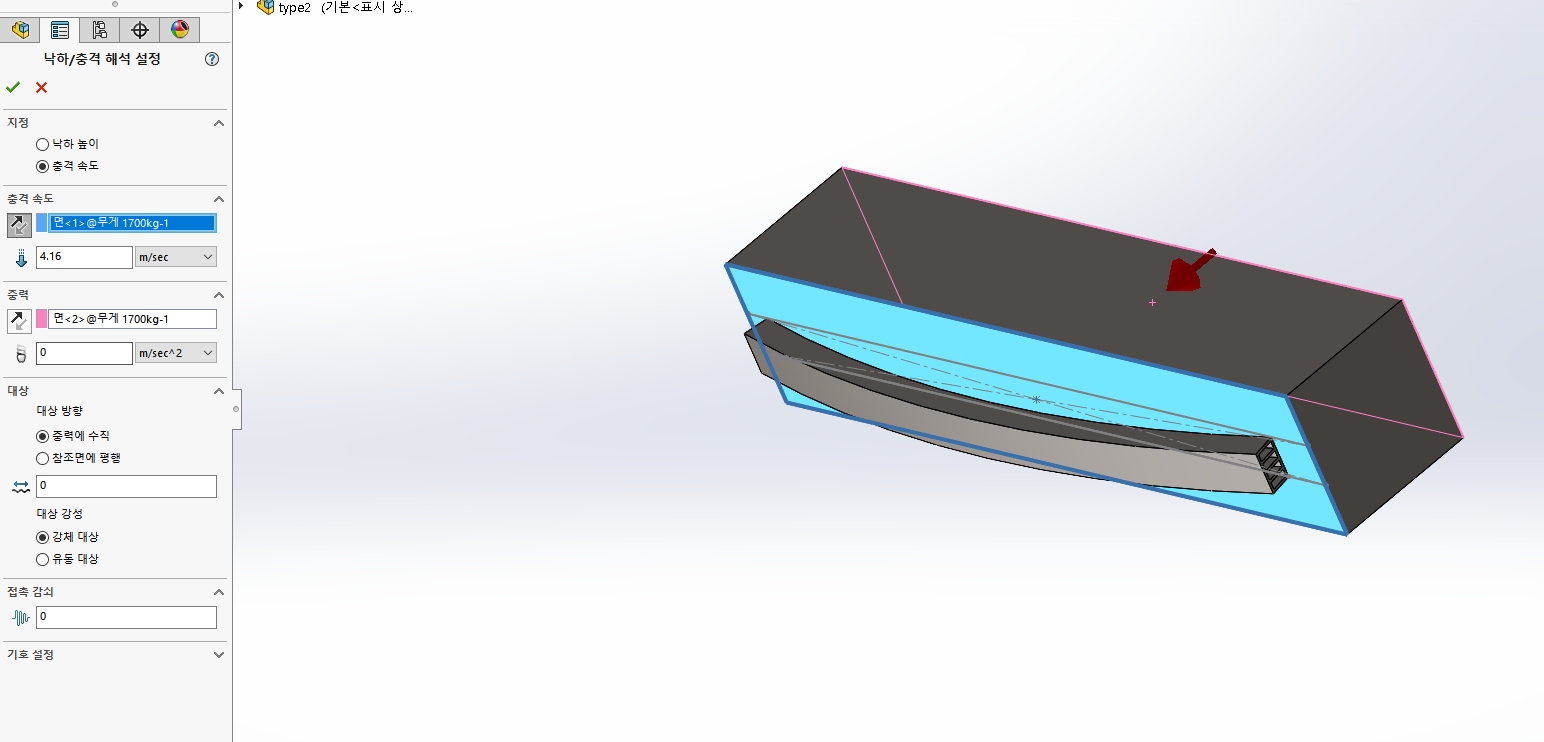 type2 (기본<표시 상...
낙하/충격 해석 설정
지정
낙하 높이
충격 속도
충격 속도
면<1>@무게 1700kg-1
4.16 m/sec
중력
면<2>@무게 1700kg-1
0 m/sec^2
대상
대상 방향
중력에 수직
참조면에 평행
0
대상 강성
강체 대상
유동 대상
접촉 감쇠
0
기호 설정